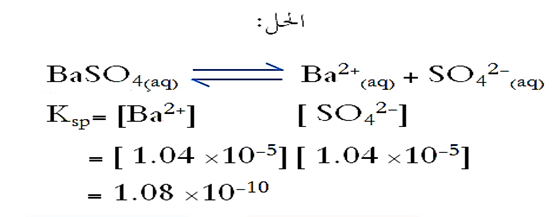 الحل:
BaSO₄(aq) ⇌ Ba²⁺(aq) + SO₄²⁻(aq)
Ksp= [Ba²⁺] [ SO₄²⁻]
= [ 1.04 ×10⁻⁵] [ 1.04 ×10⁻⁵]
= 1.08 ×10⁻¹⁰